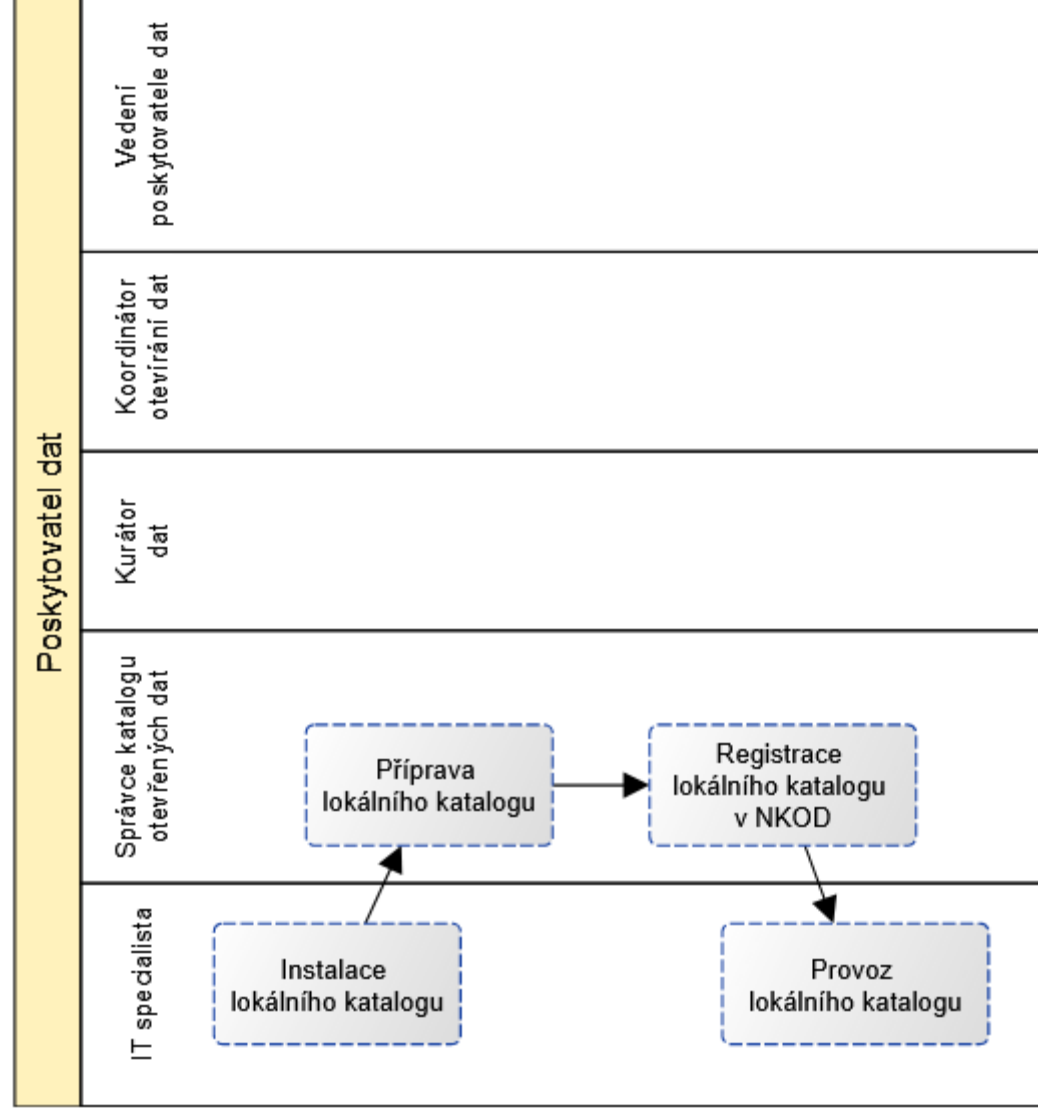 Poskytovatel dat
Vedení
poskytovatele dat
Koordinátor
otevírání dat
Kurátor
dat
Správce katalogu
otevřených dat
Příprava
lokálního katalogu
Registrace
lokálního katalogu
v NKOD
IT specialista
Instalace
lokálního katalogu
Provoz
lokálního katalogu